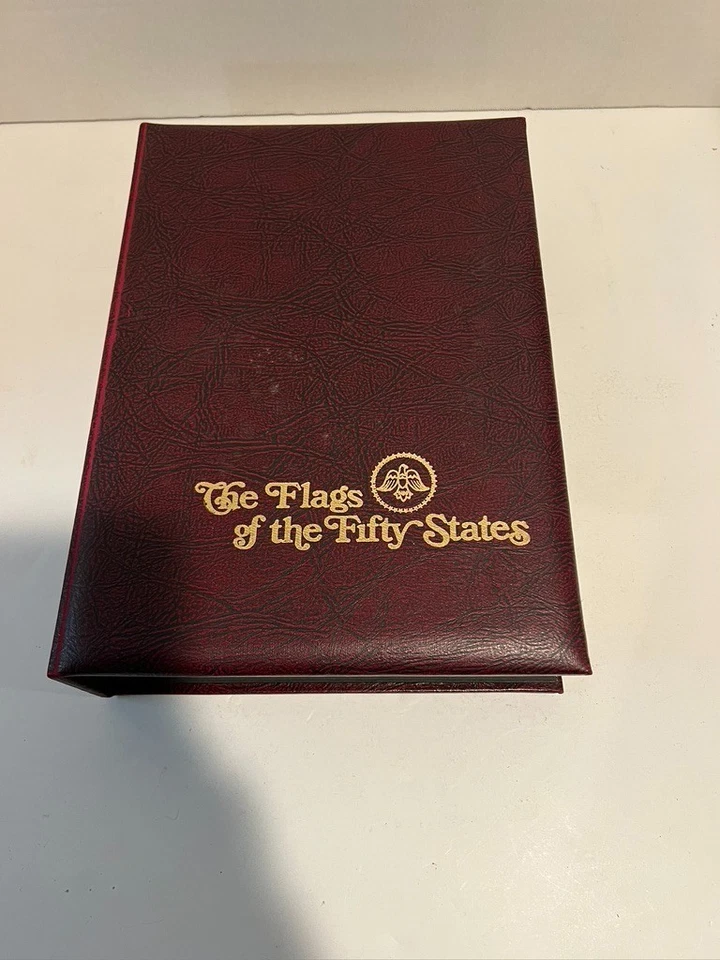 The Flags
of the Fifty States